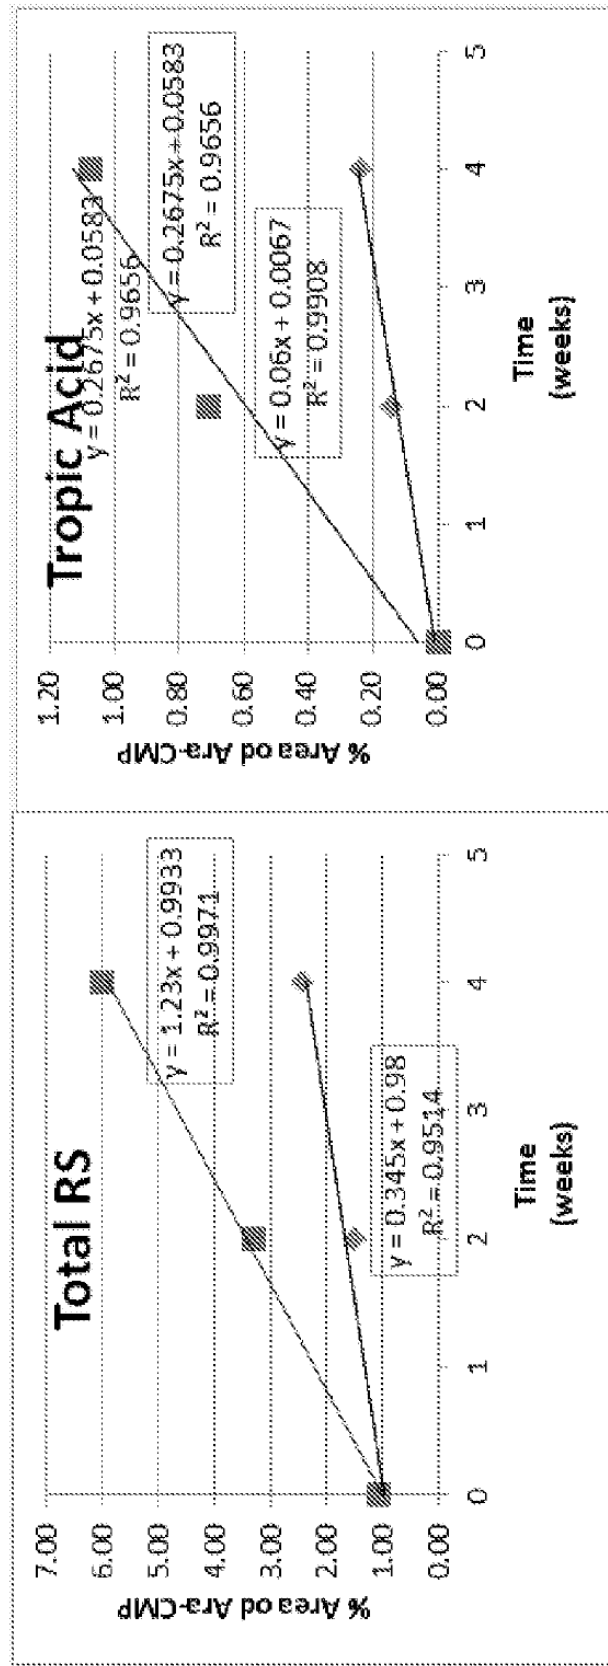 Total RS
7.00
6.00
5.00
4.00
3.00
2.00
1.00
0.00
% Area od Ara-CMP
y = 1.23x + 0.9933
R² = 0.9971
y = 0.345x + 0.98
R² = 0.9514
0 1 2 3 4 5
Time
(weeks)
Tropic Acid
1.20
1.00
0.80
0.60
0.40
0.20
0.00
% Area od Ara-CMP
y = 0.2675x + 0.0583
R² = 0.9656
y = 0.2675x + 0.0583
R² = 0.9656
y = 0.06x + 0.0067
R² = 0.9908
0 1 2 3 4 5
Time
(weeks)